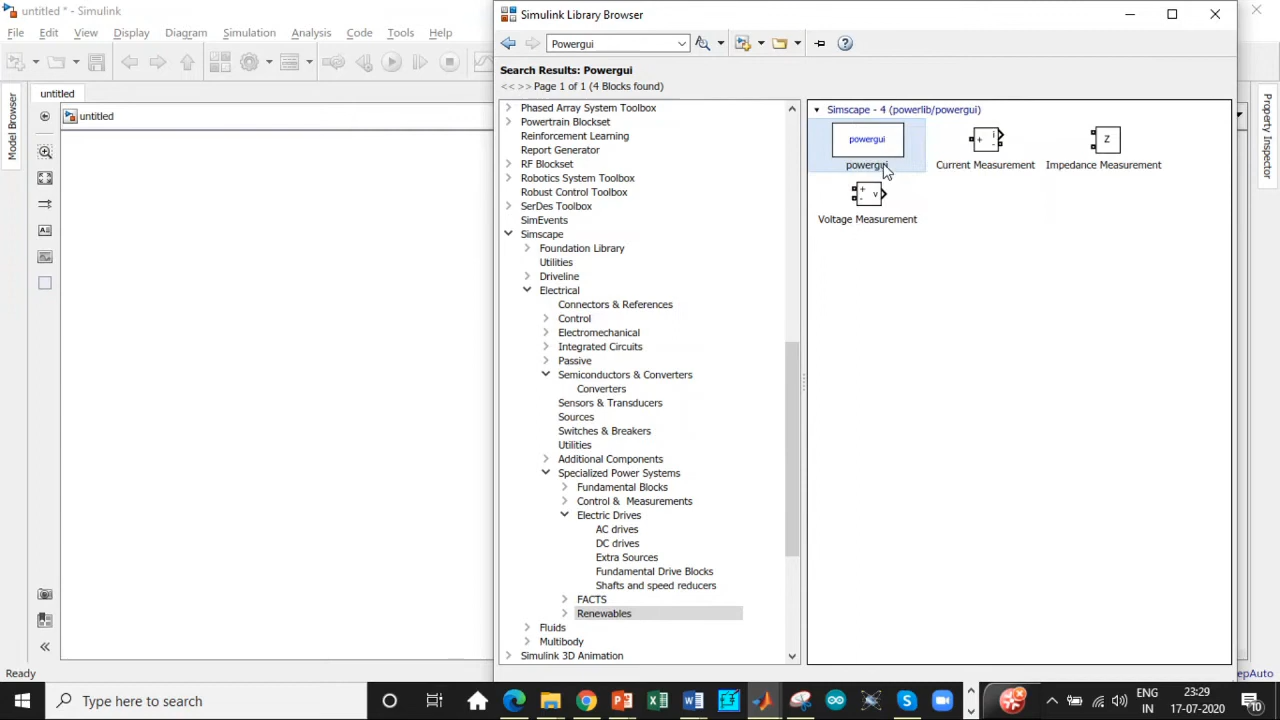 untitled * - Simulink
File Edit View Display Diagram Simulation Analysis Code Tools Help
untitled
untitled
Model Browser
Ready
Simulink Library Browser
Powergui
Search Results: Powergui
<< >> Page 1 of 1 (4 Blocks found)
Phased Array System Toolbox
Powertrain Blockset
Reinforcement Learning
Report Generator
RF Blockset
Robotics System Toolbox
Robust Control Toolbox
SerDes Toolbox
SimEvents
Simscape
Foundation Library
Utilities
Driveline
Electrical
Connectors & References
Control
Electromechanical
Integrated Circuits
Passive
Semiconductors & Converters
Converters
Sensors & Transducers
Sources
Switches & Breakers
Utilities
Additional Components
Specialized Power Systems
Fundamental Blocks
Control & Measurements
Electric Drives
AC drives
DC drives
Extra Sources
Fundamental Drive Blocks
Shafts and speed reducers
FACTS
Renewables
Fluids
Multibody
Simulink 3D Animation
Simscape - 4 (powerlib/powergui)
powergui
powergui
+ i -
Current Measurement
Z
Impedance Measurement
+ v -
Voltage Measurement
Property Inspector
epAuto
Type here to search
ENG
IN
23:29
17-07-2020
10